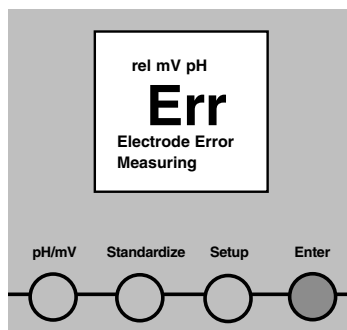 rel mV pH
Err
Electrode Error
Measuring
pH/mV Standardize Setup Enter